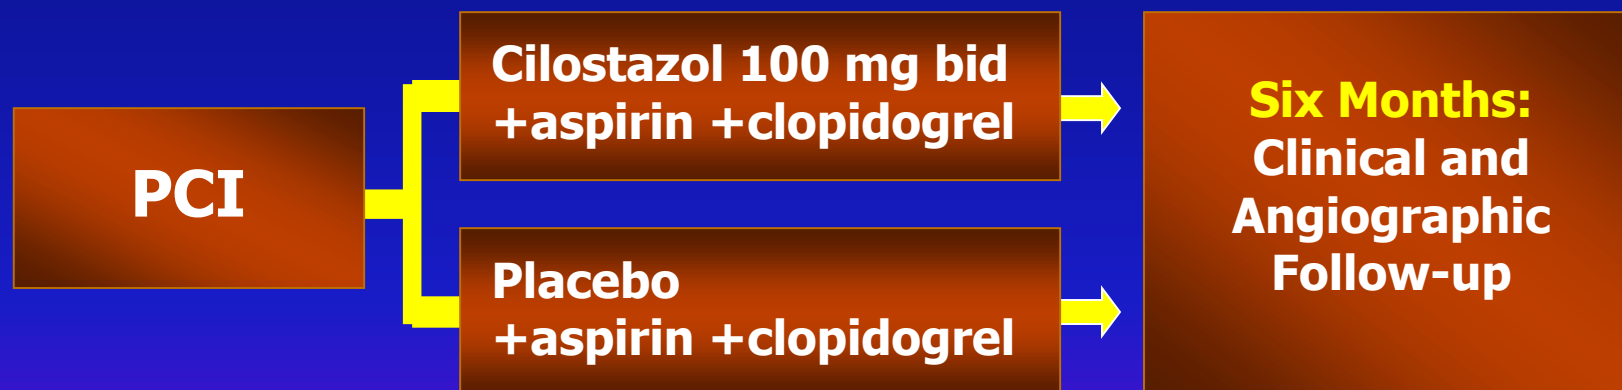 PCI
Cilostazol 100 mg bid
+aspirin +clopidogrel
Placebo
+aspirin +clopidogrel
Six Months:
Clinical and
Angiographic
Follow-up